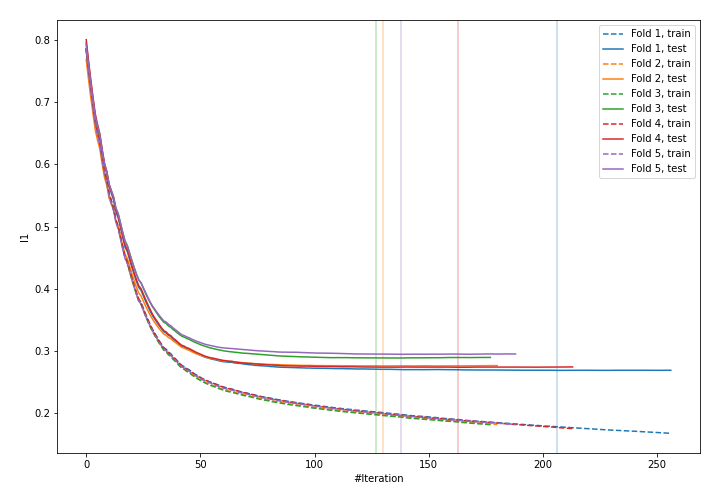 0.8
0.7
0.6
0.5
0.4
0.3
0.2
l1
0
50
100
150
200
250
#Iteration
Fold 1, train
Fold 1, test
Fold 2, train
Fold 2, test
Fold 3, train
Fold 3, test
Fold 4, train
Fold 4, test
Fold 5, train
Fold 5, test